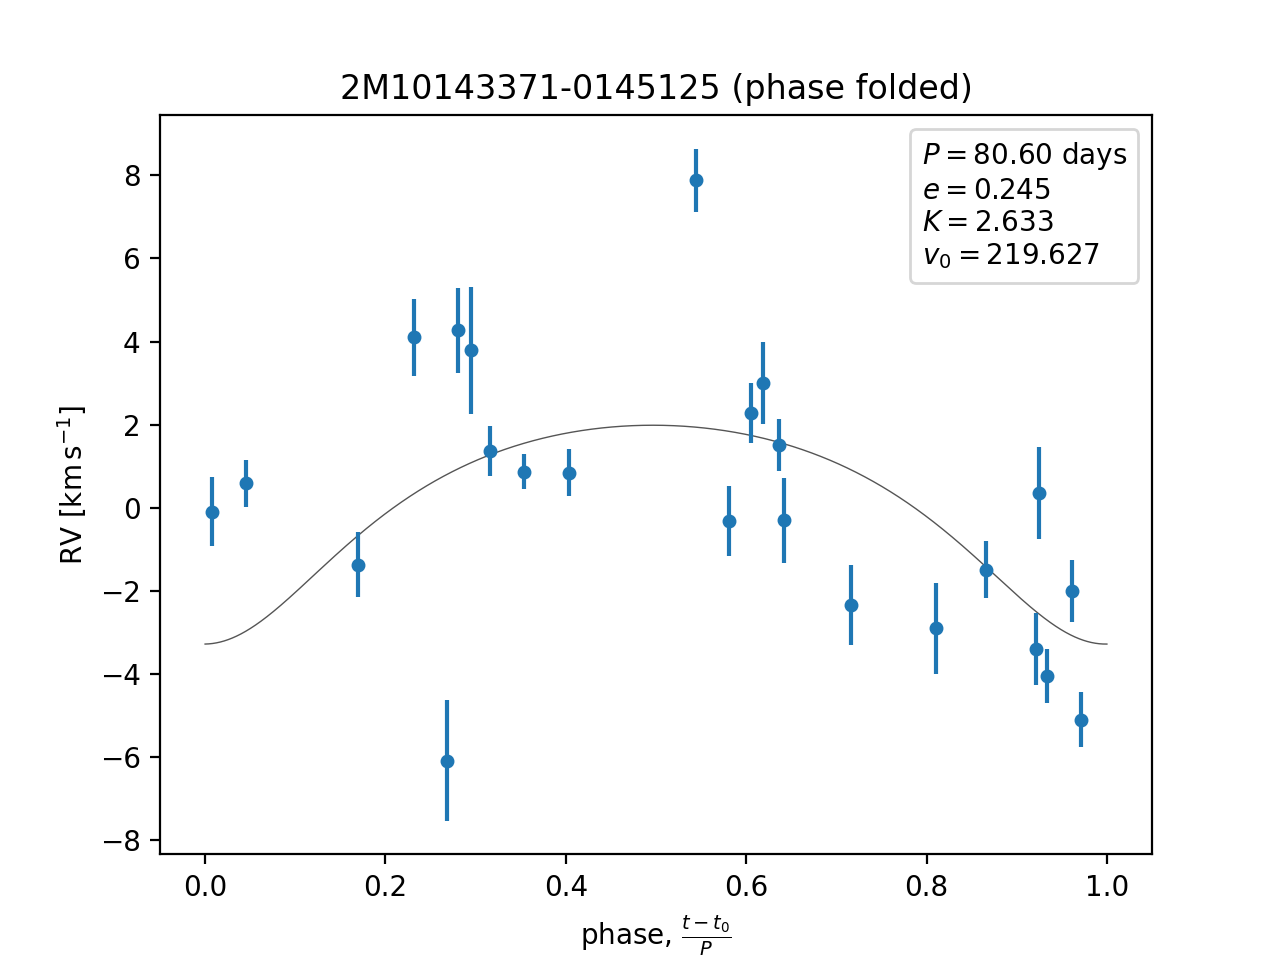 2M10143371-0145125 (phase folded)
P = 80.60 days
e = 0.245
K = 2.633
v₀ = 219.627
8
6
4
2
0
−2
−4
−6
−8
RV [km s⁻¹]
0.0 0.2 0.4 0.6 0.8 1.0
phase, (t − t₀)/P